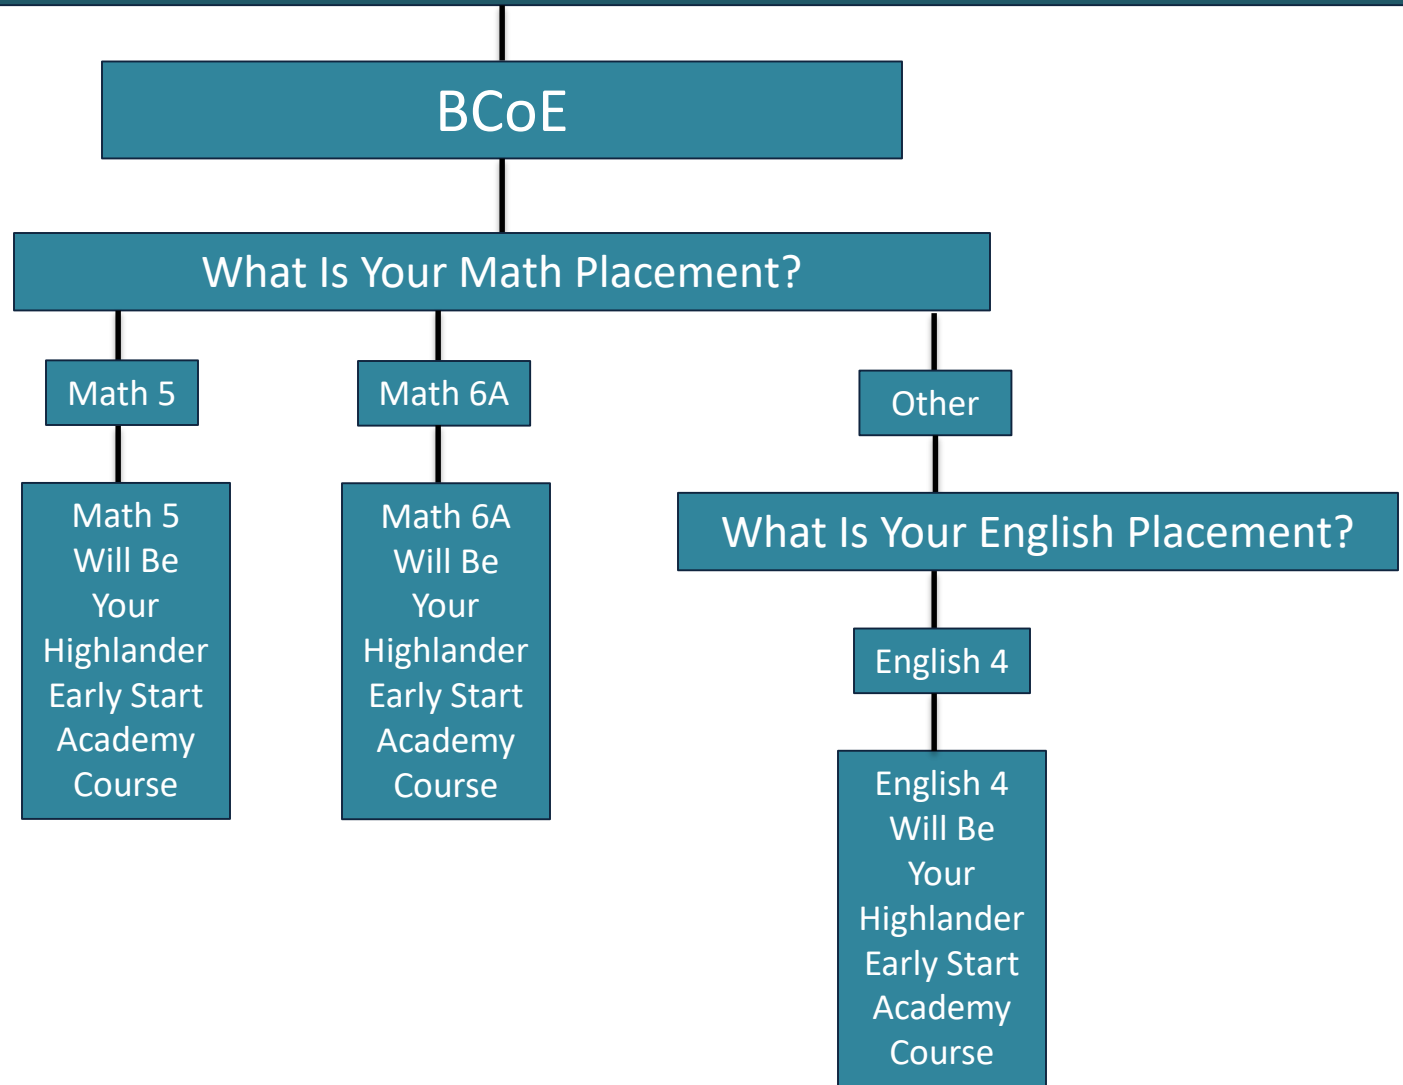 BCoE
What Is Your Math Placement?
Math 5
Math 6A
Other
Math 5
Will Be
Your
Highlander
Early Start
Academy
Course
Math 6A
Will Be
Your
Highlander
Early Start
Academy
Course
What Is Your English Placement?
English 4
English 4
Will Be
Your
Highlander
Early Start
Academy
Course